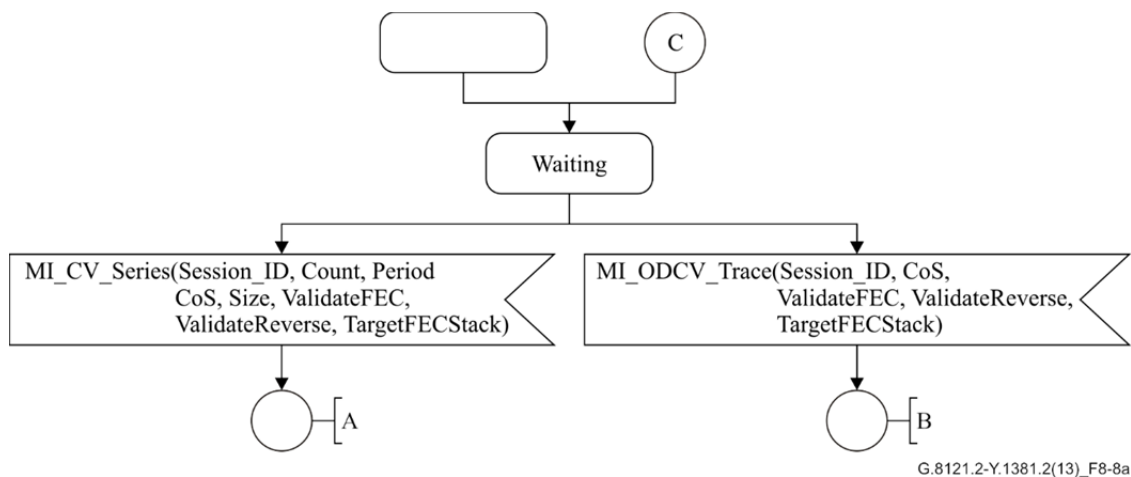 C
Waiting
MI_CV_Series(Session_ID, Count, Period
CoS, Size, ValidateFEC,
ValidateReverse, TargetFECStack)
MI_ODCV_Trace(Session_ID, CoS,
ValidateFEC, ValidateReverse,
TargetFECStack)
A
B
G.8121.2-Y.1381.2(13)_F8-8a